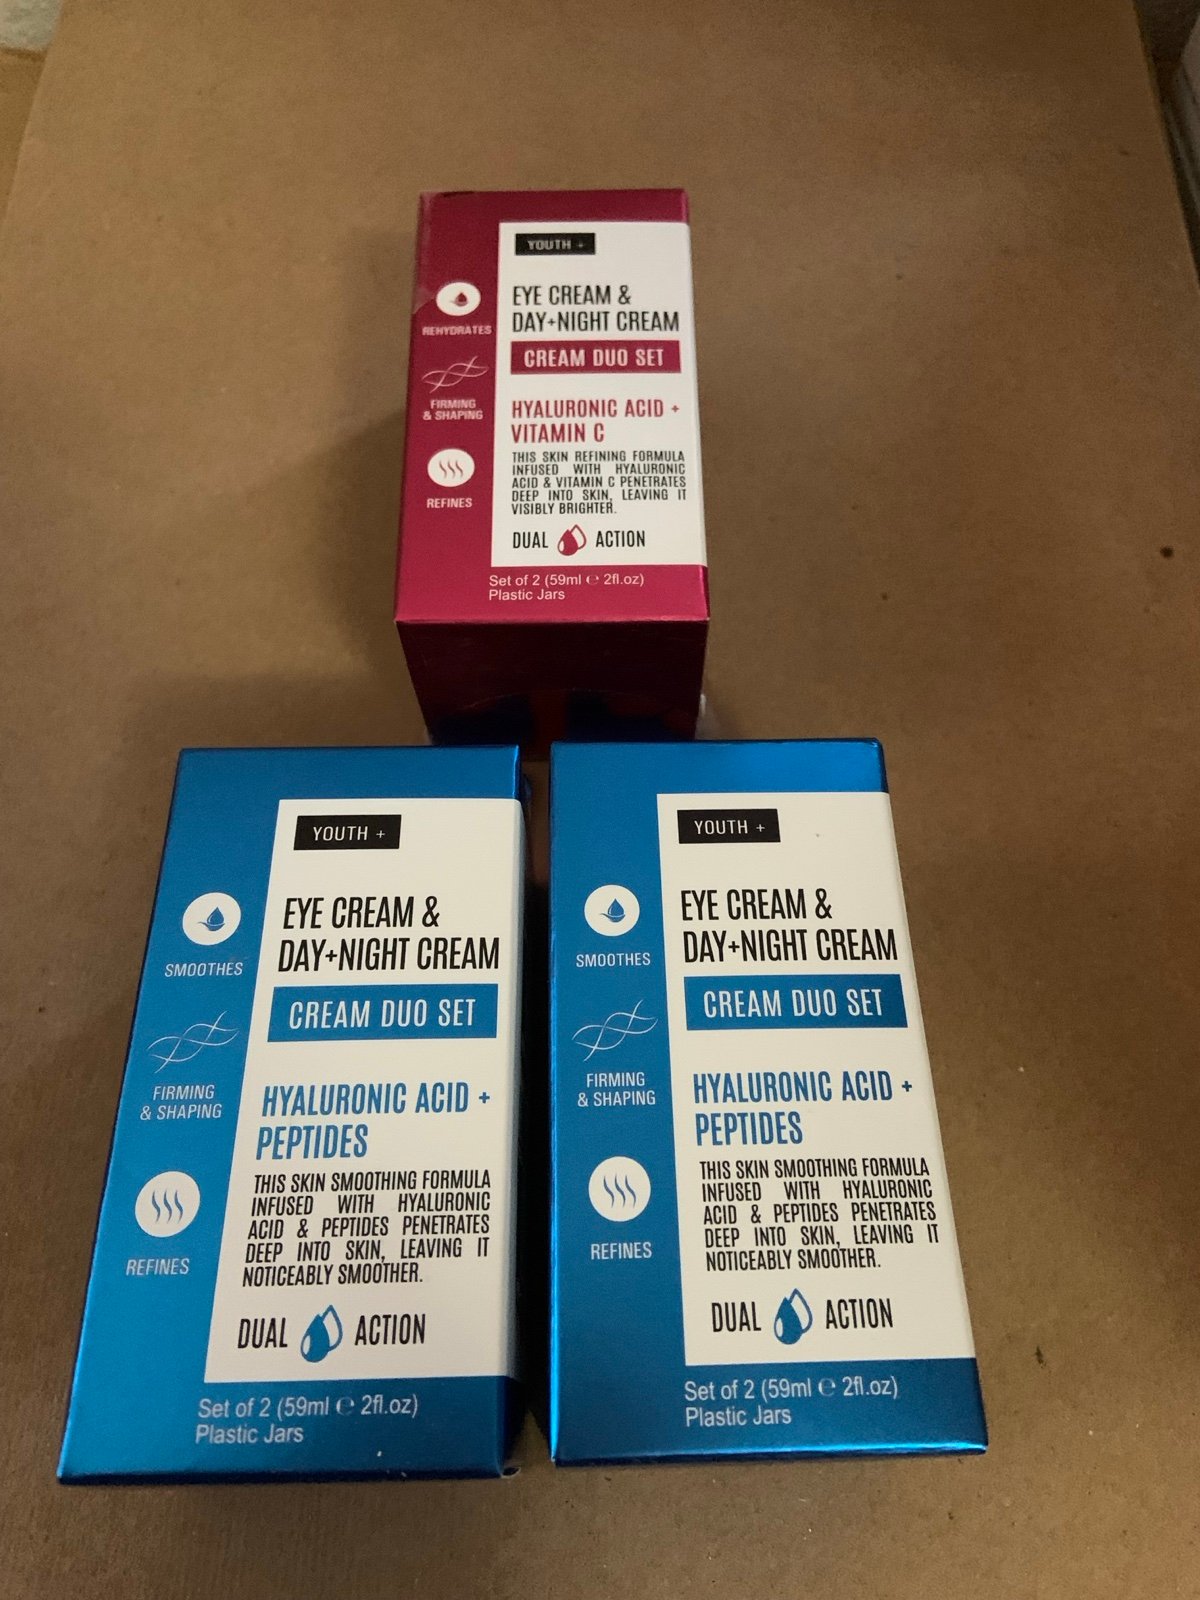 YOUTH +
EYE CREAM &
DAY+NIGHT CREAM
CREAM DUO SET
HYALURONIC ACID +
VITAMIN C
THIS SKIN REFINING FORMULA
INFUSED WITH HYALURONIC
ACID & VITAMIN C PENETRATES
DEEP INTO SKIN, LEAVING IT
VISIBLY BRIGHTER.
DUAL ACTION
REHYDRATES
FIRMING
& SHAPING
REFINES
Set of 2 (59ml ℮ 2fl.oz)
Plastic Jars
YOUTH +
EYE CREAM &
DAY+NIGHT CREAM
CREAM DUO SET
HYALURONIC ACID +
PEPTIDES
THIS SKIN SMOOTHING FORMULA
INFUSED WITH HYALURONIC
ACID & PEPTIDES PENETRATES
DEEP INTO SKIN, LEAVING IT
NOTICEABLY SMOOTHER.
DUAL ACTION
SMOOTHES
FIRMING
& SHAPING
REFINES
Set of 2 (59ml ℮ 2fl.oz)
Plastic Jars
YOUTH +
EYE CREAM &
DAY+NIGHT CREAM
CREAM DUO SET
HYALURONIC ACID +
PEPTIDES
THIS SKIN SMOOTHING FORMULA
INFUSED WITH HYALURONIC
ACID & PEPTIDES PENETRATES
DEEP INTO SKIN, LEAVING IT
NOTICEABLY SMOOTHER.
DUAL ACTION
SMOOTHES
FIRMING
& SHAPING
REFINES
Set of 2 (59ml ℮ 2fl.oz)
Plastic Jars